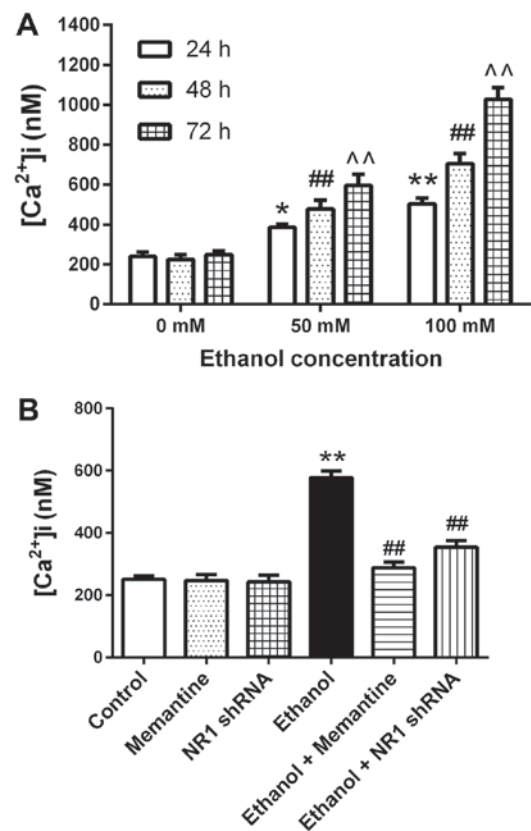 A
[Ca²⁺]i (nM)
1400
1200
1000
800
600
400
200
0
24 h
48 h
72 h
*
##
^^
**
##
^^
0 mM
50 mM
100 mM
Ethanol concentration
B
[Ca²⁺]i (nM)
800
600
400
200
0
**
##
##
Control
Memantine
NR1 shRNA
Ethanol
Ethanol + Memantine
Ethanol + NR1 shRNA